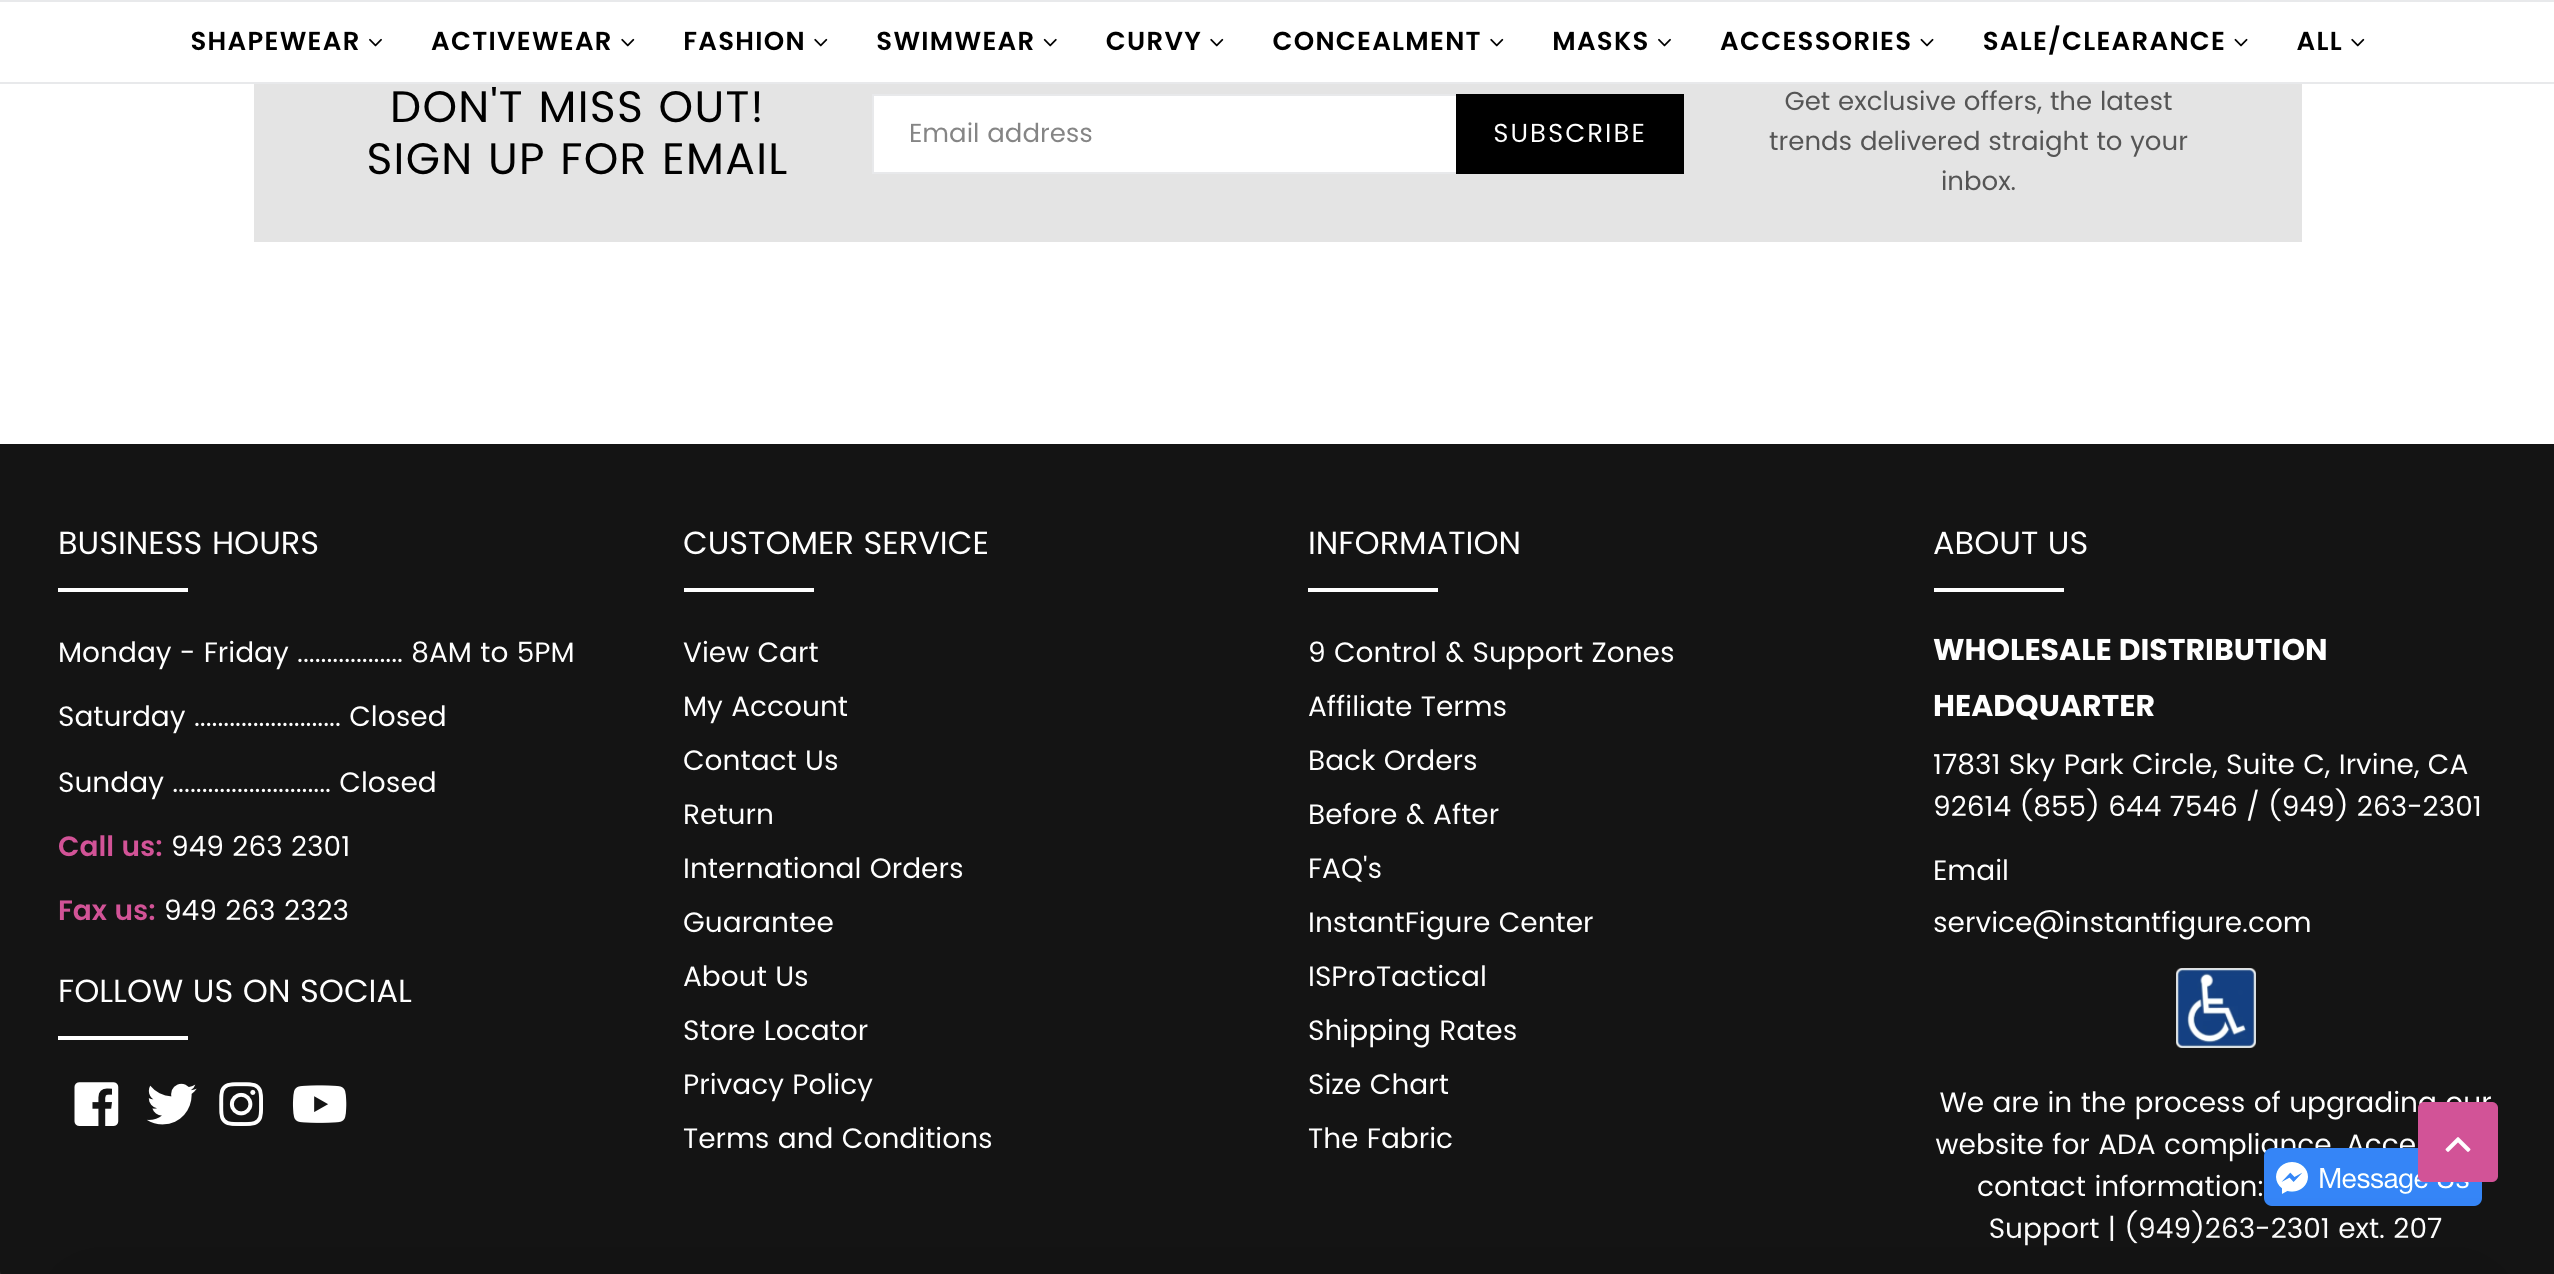 SHAPEWEAR ACTIVEWEAR FASHION SWIMWEAR CURVY CONCEALMENT MASKS ACCESSORIES SALE/CLEARANCE ALL
DON'T MISS OUT!
SIGN UP FOR EMAIL
Email address
SUBSCRIBE
Get exclusive offers, the latest
trends delivered straight to your
inbox.
BUSINESS HOURS
Monday - Friday .................. 8AM to 5PM
Saturday ......................... Closed
Sunday ........................... Closed
Call us: 949 263 2301
Fax us: 949 263 2323
FOLLOW US ON SOCIAL
CUSTOMER SERVICE
View Cart
My Account
Contact Us
Return
International Orders
Guarantee
About Us
Store Locator
Privacy Policy
Terms and Conditions
INFORMATION
9 Control & Support Zones
Affiliate Terms
Back Orders
Before & After
FAQ's
InstantFigure Center
ISProTactical
Shipping Rates
Size Chart
The Fabric
ABOUT US
WHOLESALE DISTRIBUTION
HEADQUARTER
17831 Sky Park Circle, Suite C, Irvine, CA
92614 (855) 644 7546 / (949) 263-2301
Email
service@instantfigure.com
We are in the process of upgrading our
website for ADA compliance.
contact information:
Support | (949)263-2301 ext. 207
Message Us